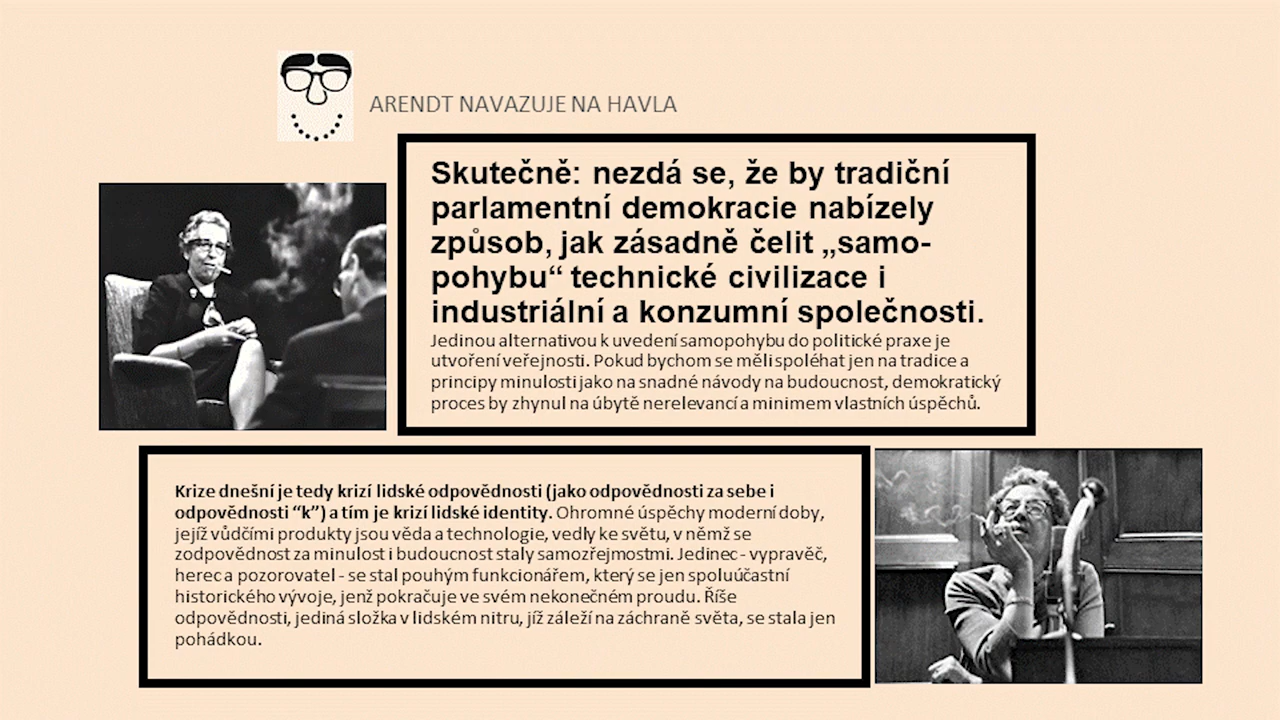 ARENDT NAVAZUJE NA HAVLA
Skutečně: nezdá se, že by tradiční
parlamentní demokracie nabízely
způsob, jak zásadně čelit „samo-
pohybu“ technické civilizace i
industriální a konzumní společnosti.
Jedinou alternativou k uvedení samopohybu do politické praxe je
utvoření veřejnosti. Pokud bychom se měli spoléhat jen na tradice a
principy minulosti jako na snadné návody na budoucnost, demokratický
proces by zhynul na úbytě nerelevancí a minimem vlastních úspěchů.
Krize dnešní je tedy krizí lidské odpovědnosti (jako odpovědnosti za sebe i
odpovědnosti “k”) a tím je krizí lidské identity. Ohromné úspěchy moderní doby,
jejíž vůdčími produkty jsou věda a technologie, vedly ke světu, v němž se
zodpovědnost za minulost i budoucnost staly samozřejmostmi. Jedinec - vypravěč,
herec a pozorovatel - se stal pouhým funkcionářem, který se jen spoluúčastní
historického vývoje, jenž pokračuje ve svém nekonečném proudu. Říše
odpovědnosti, jediná složka v lidském nitru, jíž záleží na záchraně světa, se stala jen
pohádkou.